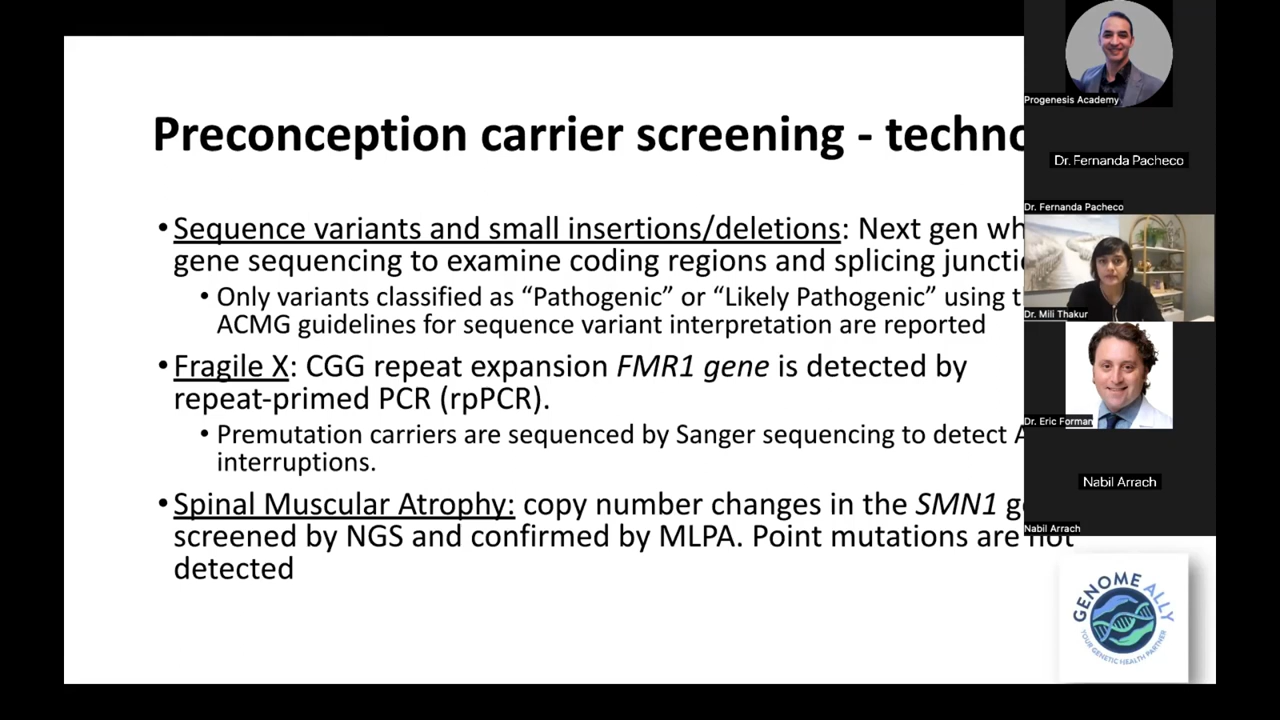 Preconception carrier screening - techno
• Sequence variants and small insertions/deletions: Next gen wh
gene sequencing to examine coding regions and splicing juncti
• Only variants classified as “Pathogenic” or “Likely Pathogenic” using t
ACMG guidelines for sequence variant interpretation are reported
• Fragile X: CGG repeat expansion FMR1 gene is detected by
repeat-primed PCR (rpPCR).
• Premutation carriers are sequenced by Sanger sequencing to detect A
interruptions.
• Spinal Muscular Atrophy: copy number changes in the SMN1 g
screened by NGS and confirmed by MLPA. Point mutations are not
detected
Progenesis Academy
Dr. Fernanda Pacheco
Dr. Fernanda Pacheco
Dr. Mili Thakur
Dr. Eric Forman
Nabil Arrach
Nabil Arrach
GENOME ALLY
YOUR GENETIC HEALTH PARTNER